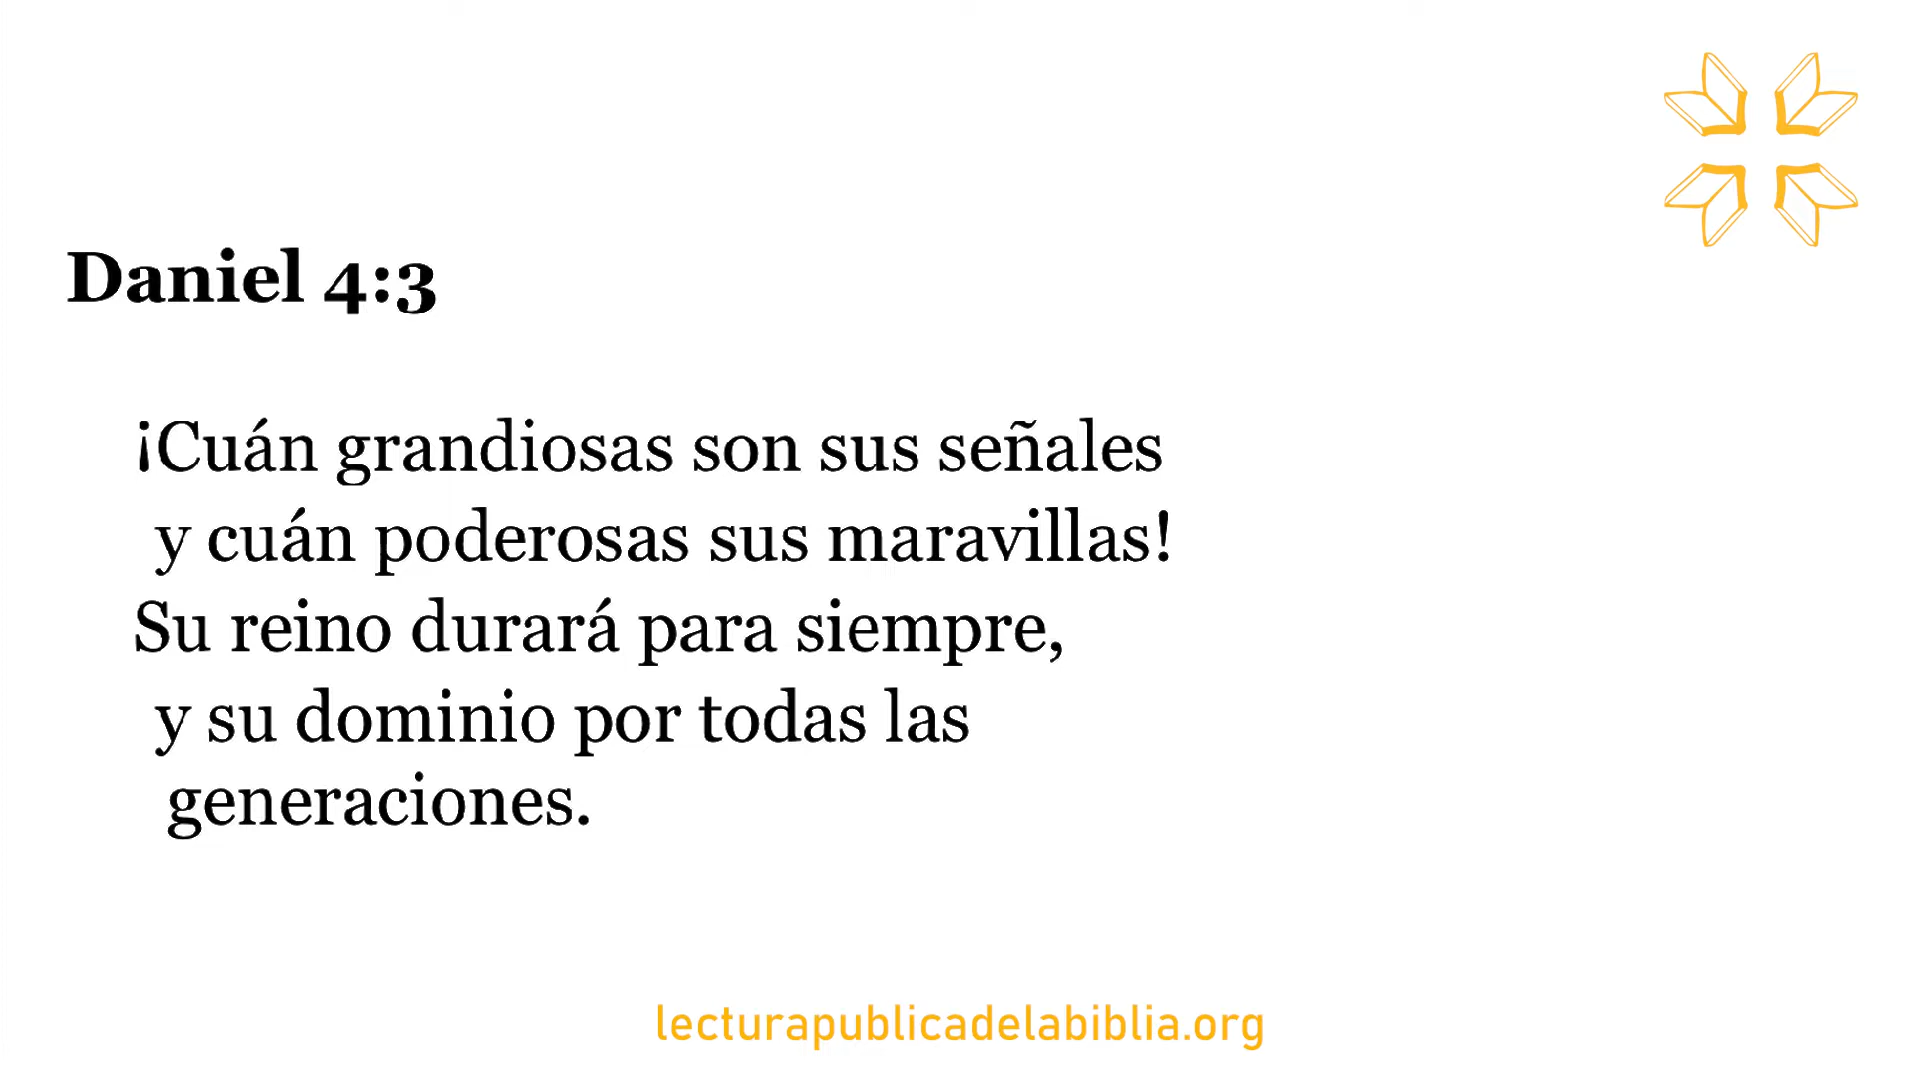 Daniel 4:3
¡Cuán grandiosas son sus señales
y cuán poderosas sus maravillas!
Su reino durará para siempre,
y su dominio por todas las
generaciones.
lecturapublicadelabiblia.org